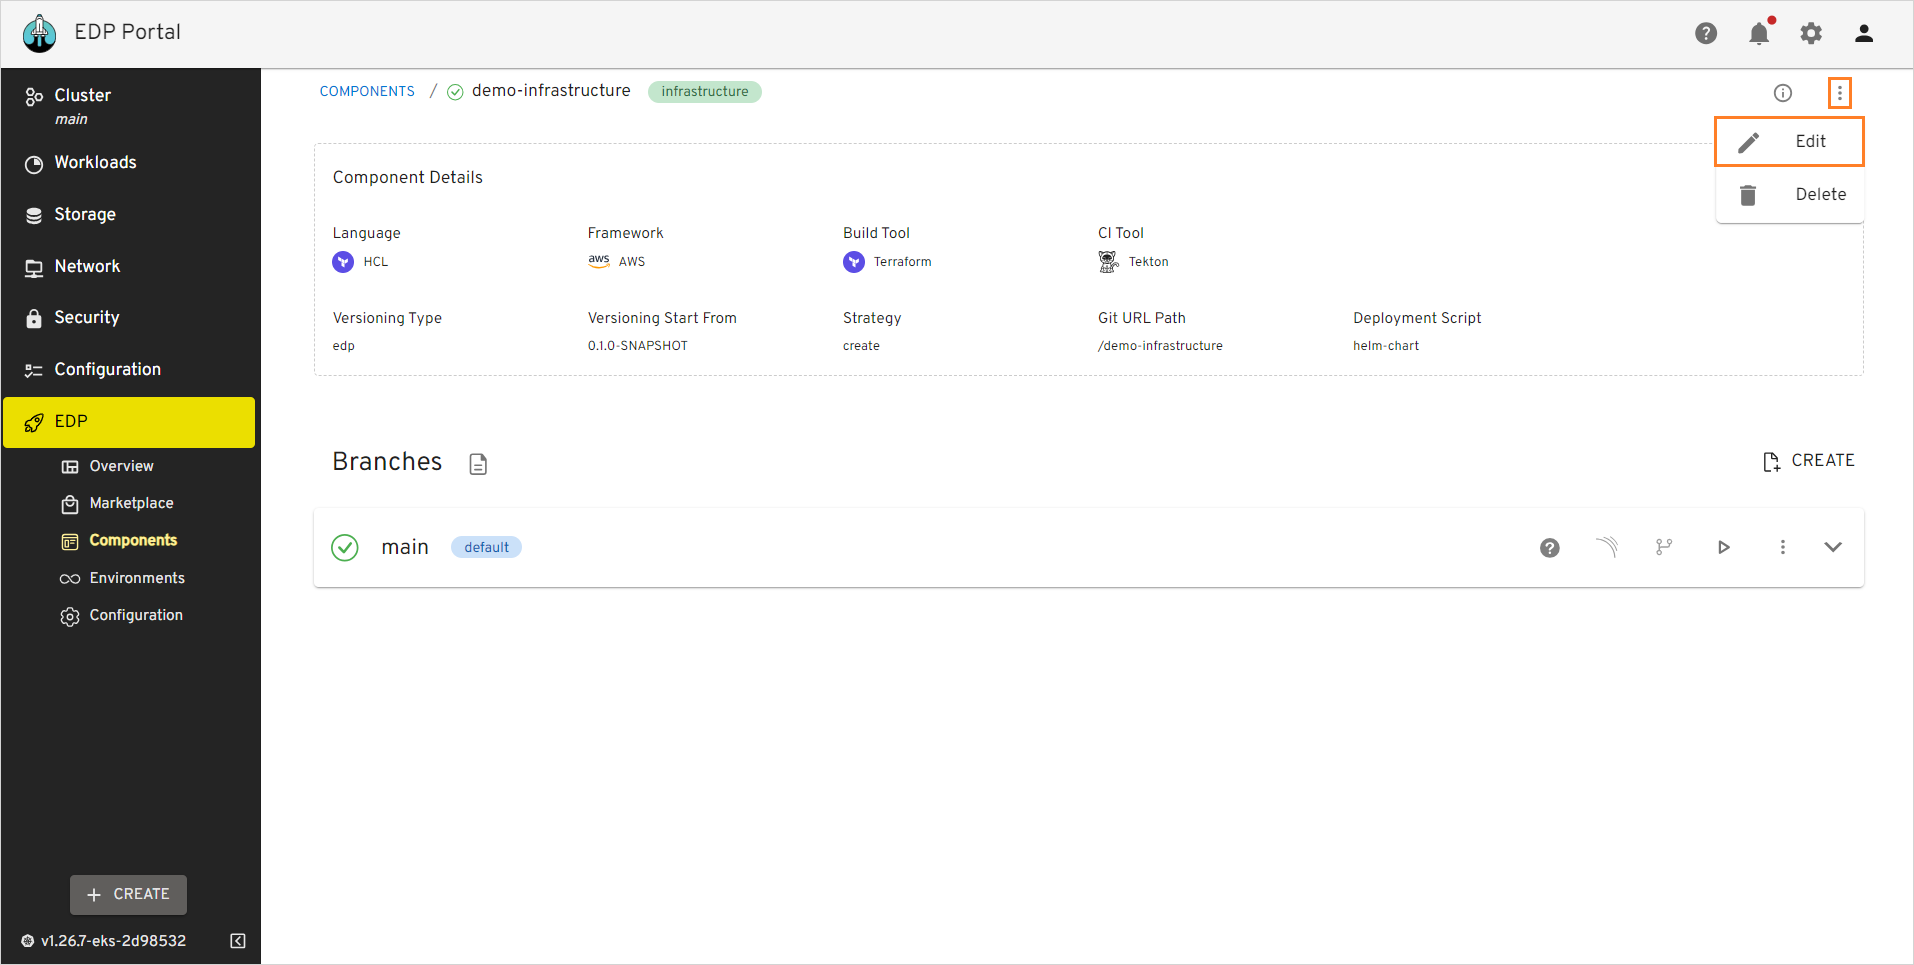 EDP Portal
Cluster
main
Workloads
Storage
Network
Security
Configuration
EDP
Overview
Marketplace
Components
Environments
Configuration
CREATE
v1.26.7-eks-2d98532
COMPONENTS / demo-infrastructure infrastructure
Edit
Delete
Component Details
Language Framework Build Tool CI Tool
HCL aws AWS Terraform Tekton
Versioning Type Versioning Start From Strategy Git URL Path Deployment Script
edp 0.1.0-SNAPSHOT create /demo-infrastructure helm-chart
Branches CREATE
main default